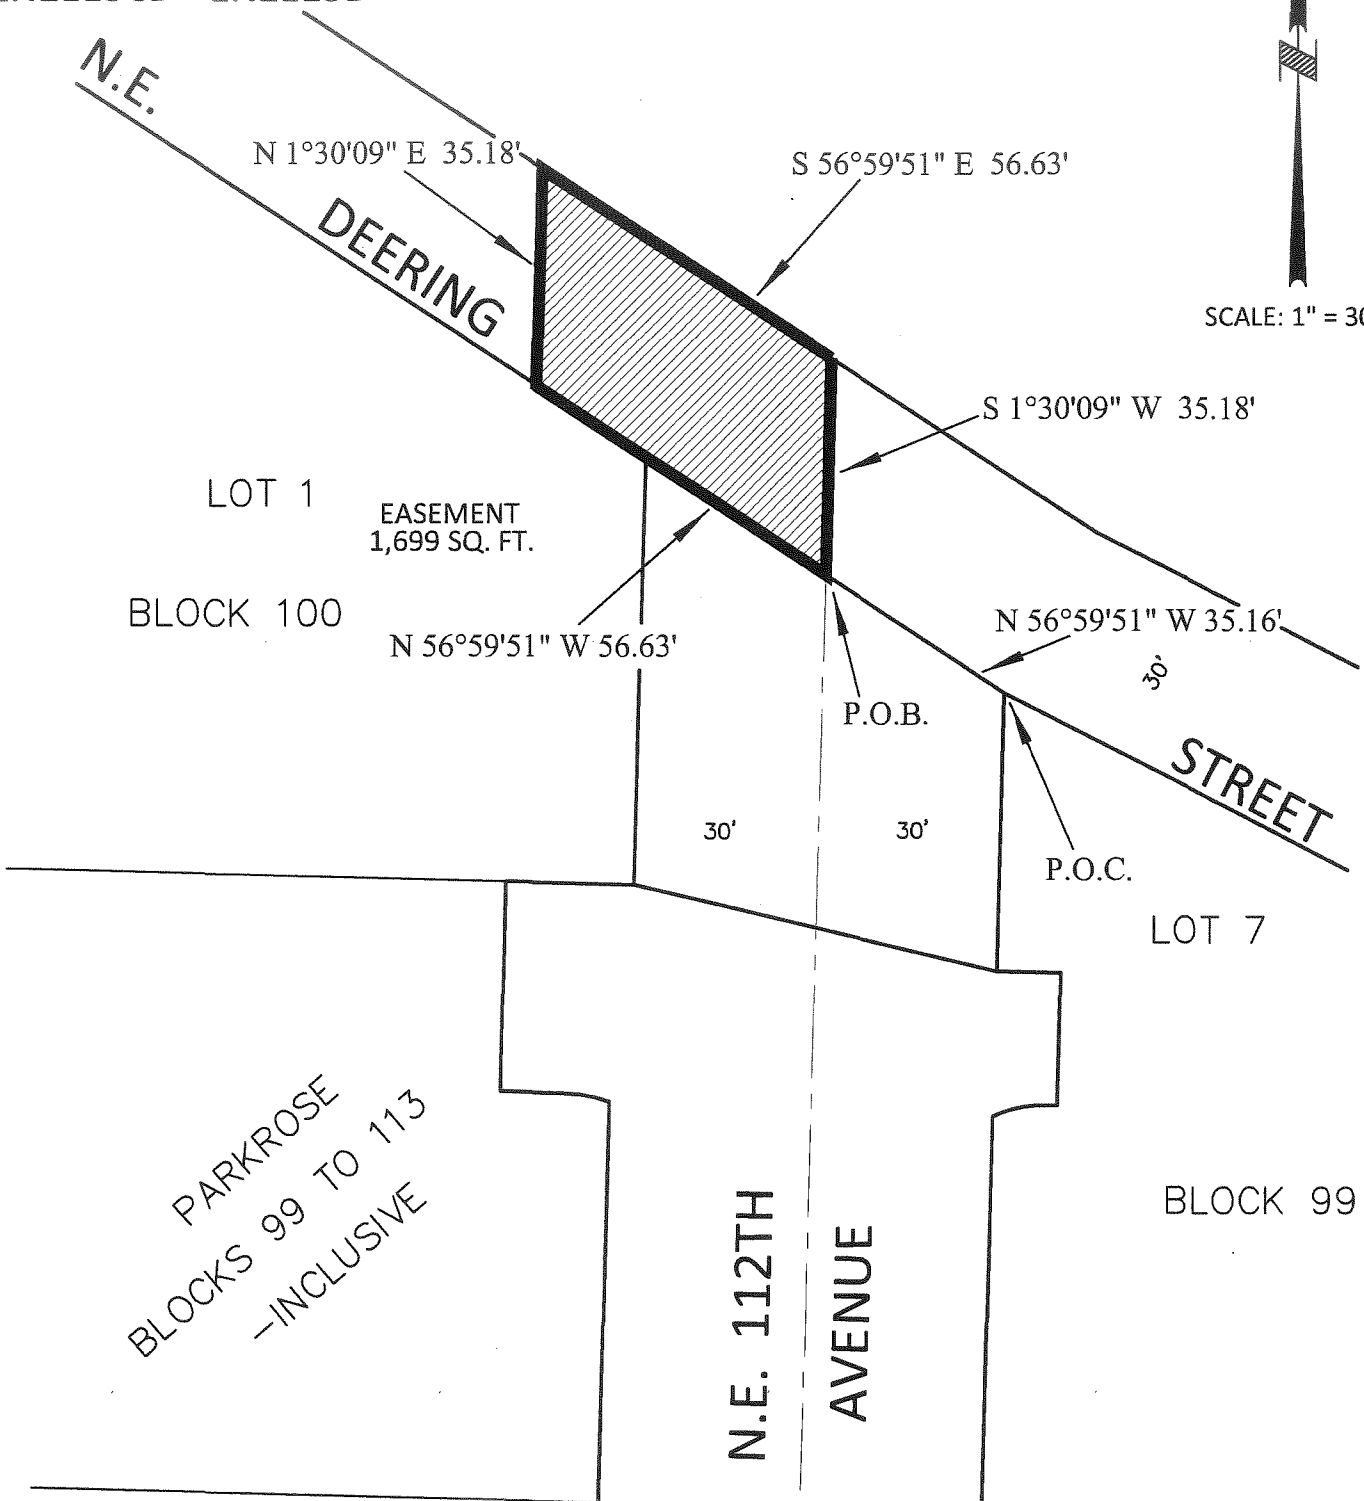 N.E.
N 1°30'09" E 35.18'
S 56°59'51" E 56.63'
DEERING
SCALE: 1" = 30
S 1°30'09" W 35.18'
LOT 1
EASEMENT
1,699 SQ. FT.
BLOCK 100
N 56°59'51" W 56.63'
N 56°59'51" W 35.16'
30'
P.O.B.
STREET
30'
30'
P.O.C.
LOT 7
PARKROSE
BLOCKS 99 TO 113
-INCLUSIVE
BLOCK 99
N.E. 112TH
AVENUE